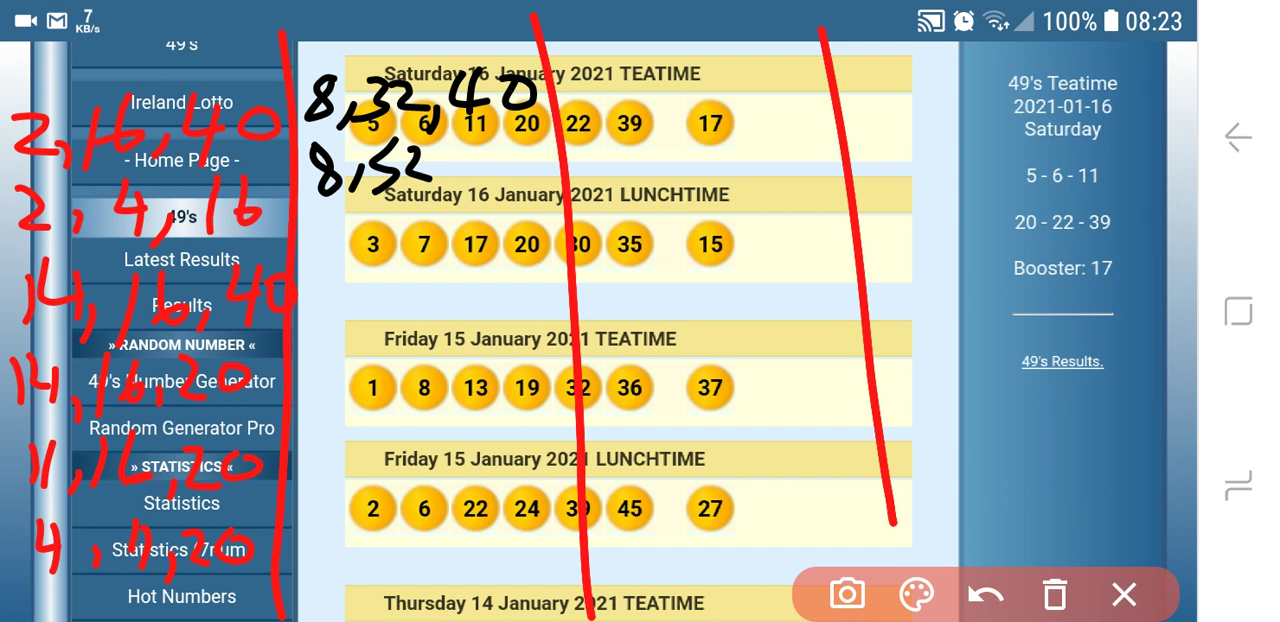 7
KB/s
100% 08:23
49's
Ireland Lotto
- Home Page -
49's
Latest Results
Results
» RANDOM NUMBER «
49's Number Generator
Random Generator Pro
» STATISTICS «
Statistics
Statistics /7num
Hot Numbers
2, 16, 40
2, 4, 16
14, 16, 40
14, 16, 20
11, 16, 20
4, 11, 20
8, 32, 40
8, 32
Saturday 16 January 2021 TEATIME
5 6 11 20 22 39 17
Saturday 16 January 2021 LUNCHTIME
3 7 17 20 30 35 15
Friday 15 January 2021 TEATIME
1 8 13 19 32 36 37
Friday 15 January 2021 LUNCHTIME
2 6 22 24 39 45 27
Thursday 14 January 2021 TEATIME
49's Teatime
2021-01-16
Saturday
5 - 6 - 11
20 - 22 - 39
Booster: 17
49's Results.